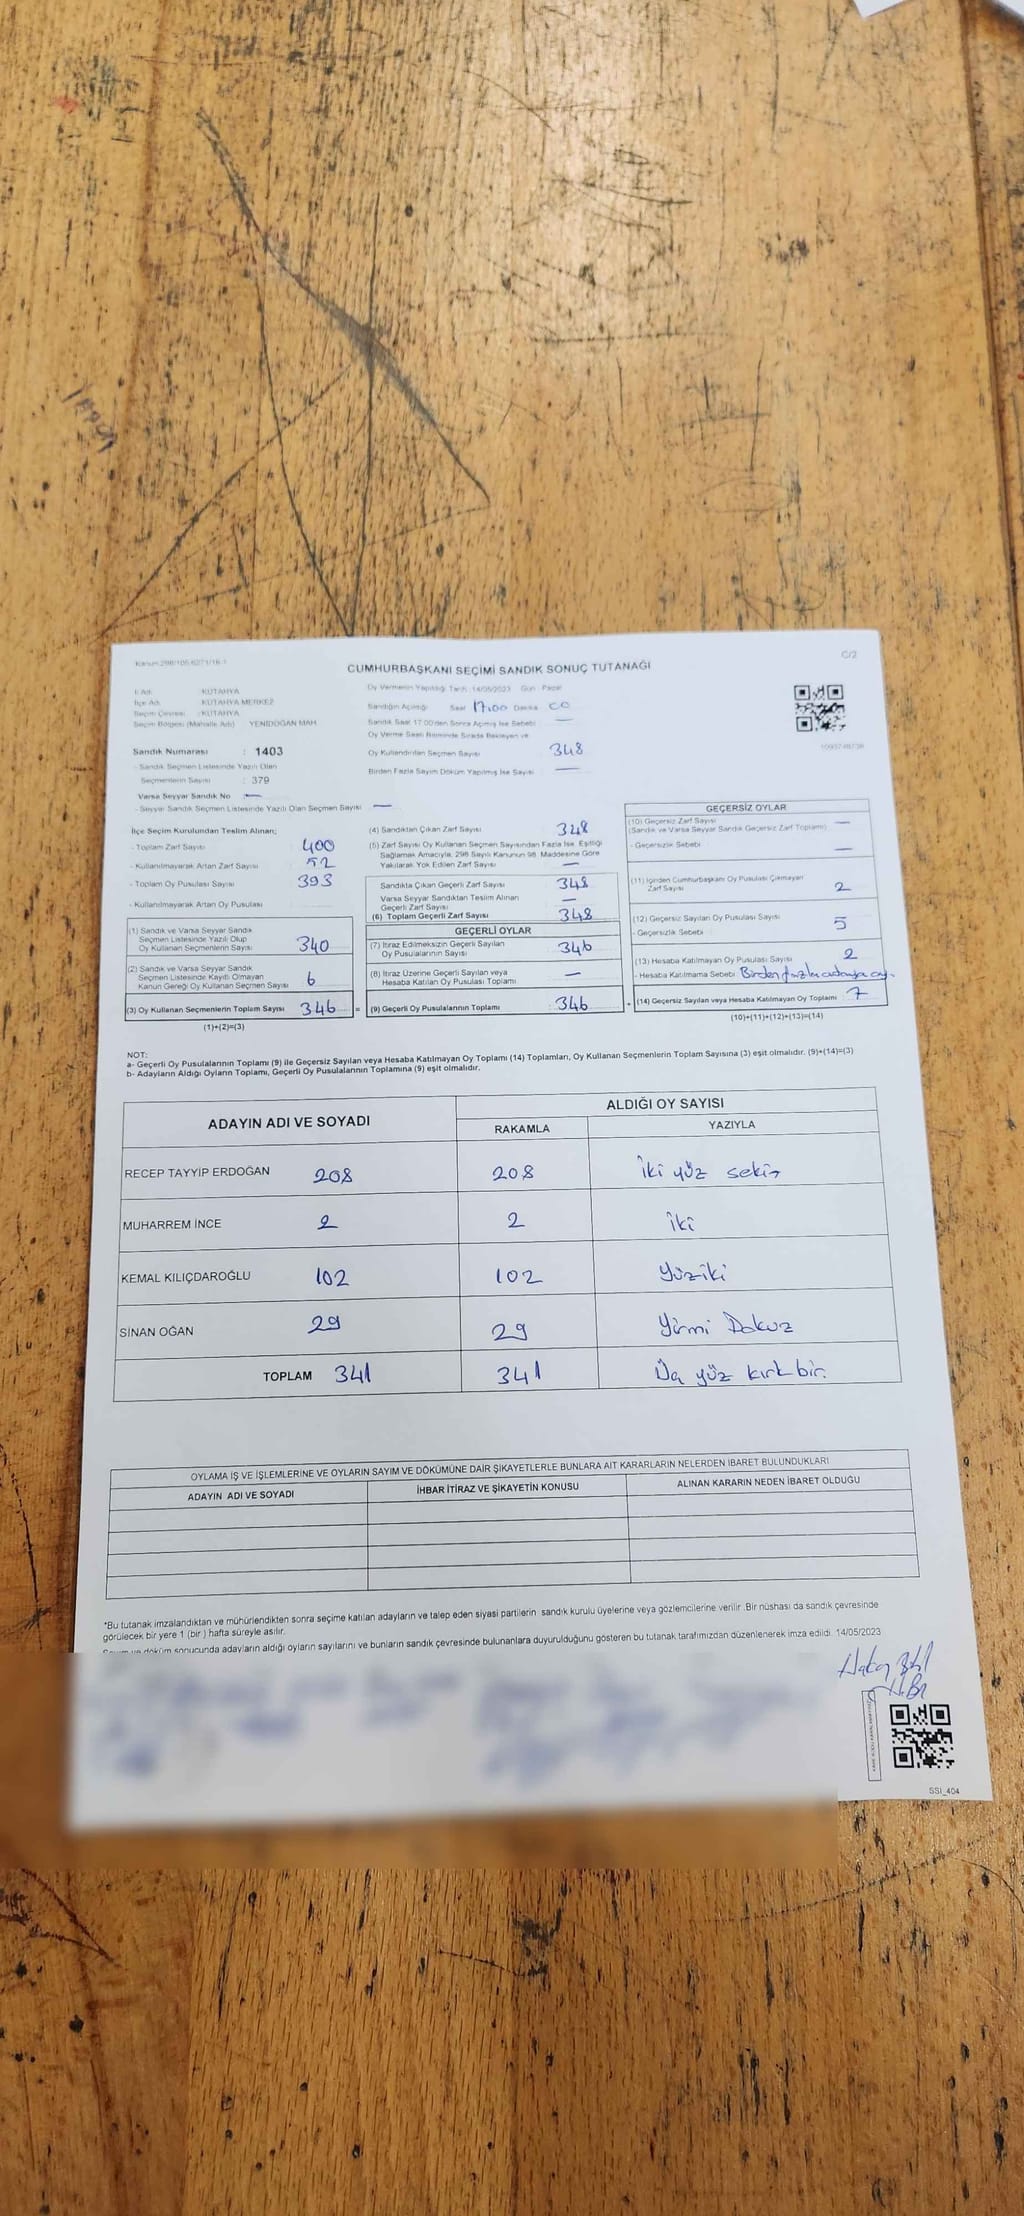 Kanun:298/105,6271/16-1
C/2
CUMHURBAŞKANI SEÇİMİ SANDIK SONUÇ TUTANAĞI
İl Adı : KÜTAHYA
İlçe Adı : KÜTAHYA MERKEZ
Seçim Çevresi : KÜTAHYA
Seçim Bölgesi (Mahalle Adı) YENİDOĞAN MAH.
Sandık Numarası : 1403
- Sandık Seçmen Listesinde Yazılı Olan
Seçmenlerin Sayısı : 379
Varsa Seyyar Sandık No —
- Seyyar Sandık Seçmen Listesinde Yazılı Olan Seçmen Sayısı —
Oy Vermenin Yapıldığı Tarih 14/05/2023 Gün : Pazar
Sandığın Açıldığı Saat 17:00 Dakika 00
Sandık Saat 17:00'den Sonra Açılmış İse Sebebi —
Oy Verme Saati Bitiminde Sırada Bekleyen ve
Oy Kullandırılan Seçmen Sayısı 348
Birden Fazla Sayım Döküm Yapılmış İse Sayısı —
İlçe Seçim Kurulundan Teslim Alınan;
- Toplam Zarf Sayısı 400
- Kullanılmayarak Artan Zarf Sayısı 52
- Toplam Oy Pusulası Sayısı 393
- Kullanılmayarak Artan Oy Pusulası
(1) Sandık ve Varsa Seyyar Sandık
Seçmen Listesinde Yazılı Olup
Oy Kullanan Seçmenlerin Sayısı 340
(2) Sandık ve Varsa Seyyar Sandık
Seçmen Listesinde Kayıtlı Olmayan
Kanun Gereği Oy Kullanan Seçmen Sayısı 6
(3) Oy Kullanan Seçmenlerin Toplam Sayısı 346 =
(1)+(2)=(3)
(4) Sandıktan Çıkan Zarf Sayısı 348
(5) Zarf Sayısı Oy Kullanan Seçmen Sayısından Fazla İse, Eşitliği
Sağlamak Amacıyla, 298 Sayılı Kanunun 98. Maddesine Göre
Yakılarak Yok Edilen Zarf Sayısı —
Sandıkta Çıkan Geçerli Zarf Sayısı 348
Varsa Seyyar Sandıktan Teslim Alınan
Geçerli Zarf Sayısı —
(6) Toplam Geçerli Zarf Sayısı 348
GEÇERLİ OYLAR
(7) İtiraz Edilmeksizin Geçerli Sayılan
Oy Pusulalarının Sayısı 346
(8) İtiraz Üzerine Geçerli Sayılan veya
Hesaba Katılan Oy Pusulası Toplamı —
(9) Geçerli Oy Pusulalarının Toplamı 346 +
GEÇERSİZ OYLAR
(10) Geçersiz Zarf Sayısı —
(Sandık ve Varsa Seyyar Sandık Geçersiz Zarf Toplamı)
- Geçersizlik Sebebi —
(11) İçinden Cumhurbaşkanı Oy Pusulası Çıkmayan
Zarf Sayısı 2
(12) Geçersiz Sayılan Oy Pusulası Sayısı 5
- Geçersizlik Sebebi
(13) Hesaba Katılmayan Oy Pusulası Sayısı 2
- Hesaba Katılmama Sebebi Birden fazla adaya oy.
(14) Geçersiz Sayılan veya Hesaba Katılmayan Oy Toplamı 7
(10)+(11)+(12)+(13)=(14)
NOT:
a- Geçerli Oy Pusulalarının Toplamı (9) ile Geçersiz Sayılan veya Hesaba Katılmayan Oy Toplamı (14) Toplamları, Oy Kullanan Seçmenlerin Toplam Sayısına (3) eşit olmalıdır. (9)+(14)=(3)
b- Adayların Aldığı Oyların Toplamı, Geçerli Oy Pusulalarının Toplamına (9) eşit olmalıdır.
ADAYIN ADI VE SOYADI ALDIĞI OY SAYISI
RAKAMLA YAZIYLA
RECEP TAYYİP ERDOĞAN 208 208 iki yüz sekiz
MUHARREM İNCE 2 2 iki
KEMAL KILIÇDAROĞLU 102 102 Yüziki
SİNAN OĞAN 29 29 Yirmi Dokuz
TOPLAM 341 341 Üç yüz kırk bir.
OYLAMA İŞ VE İŞLEMLERİNE VE OYLARIN SAYIM VE DÖKÜMÜNE DAİR ŞİKAYETLERLE BUNLARA AİT KARARLARIN NELERDEN İBARET BULUNDUKLARI
ADAYIN ADI VE SOYADI İHBAR İTİRAZ VE ŞİKAYETİN KONUSU ALINAN KARARIN NEDEN İBARET OLDUĞU
*Bu tutanak imzalandıktan ve mühürlendikten sonra seçime katılan adayların ve talep eden siyasi partilerin sandık kurulu üyelerine veya gözlemcilerine verilir .Bir nüshası da sandık çevresinde
görülecek bir yere 1 (bir ) hafta süreyle asılır.
Sayım ve döküm sonucunda adayların aldığı oyların sayılarını ve bunların sandık çevresinde bulunanlara duyurulduğunu gösteren bu tutanak tarafımızdan düzenlenerek imza edildi. 14/05/2023
SSI_404